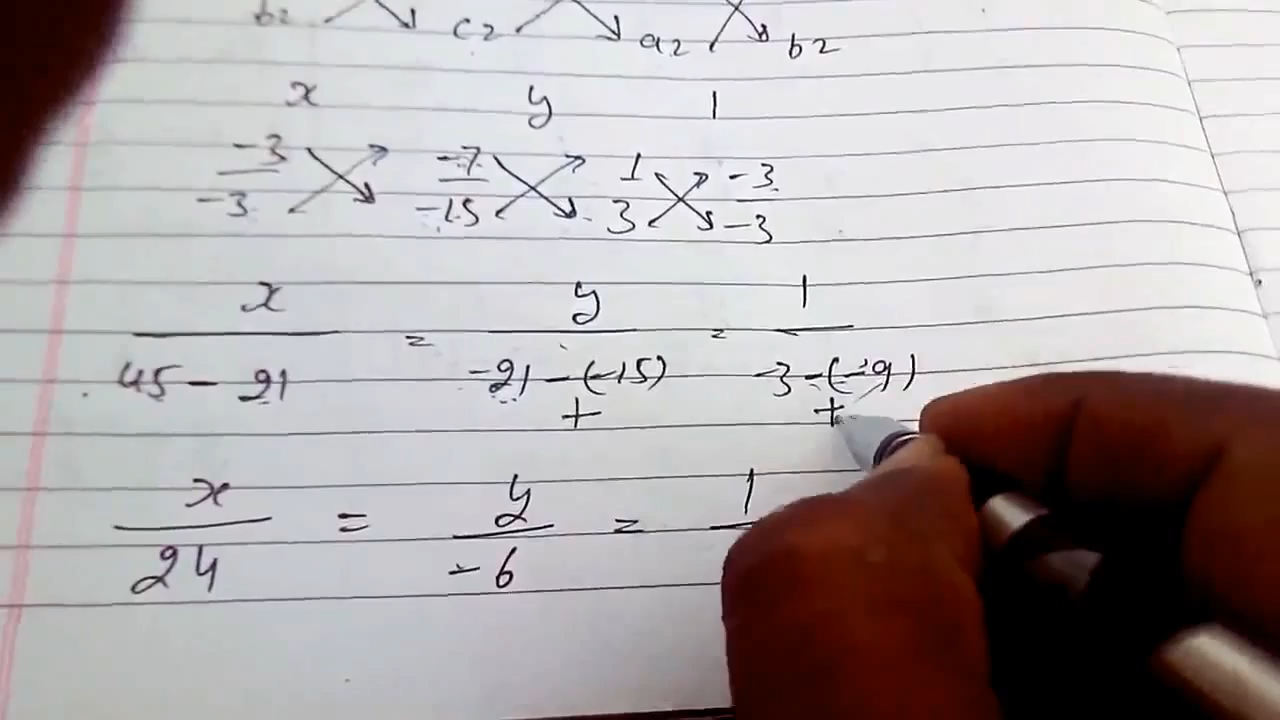 b2 c2 a2 b2
x y 1
-3 -7 1 -3
-3 -15 3 -3
x y 1
= =
45 - 21 -21 -(-15) -3 -(-9)
+ +
x = y = 1
24 -6